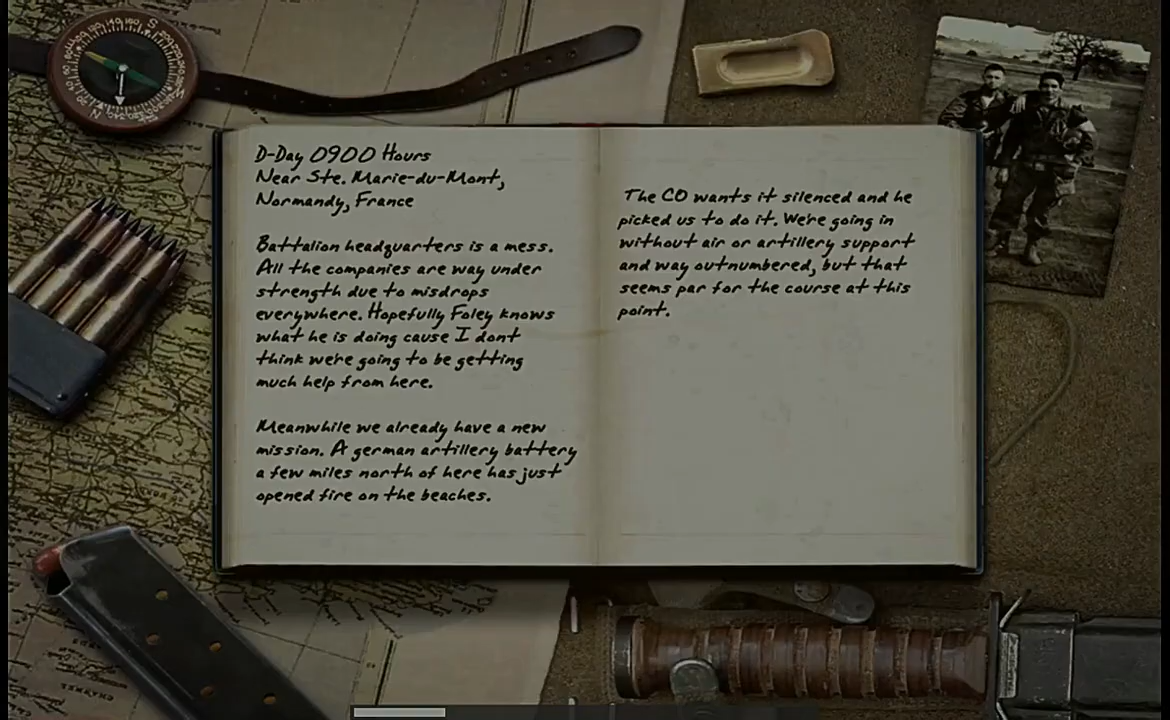 D-Day 0900 Hours
Near Ste. Marie-du-Mont,
Normandy, France
Battalion headquarters is a mess.
All the companies are way under
strength due to misdrops
everywhere. Hopefully Foley knows
what he is doing cause I dont
think we're going to be getting
much help from here.
Meanwhile we already have a new
mission. A german artillery battery
a few miles north of here has just
opened fire on the beaches.
The CO wants it silenced and he
picked us to do it. We're going in
without air or artillery support
and way outnumbered, but that
seems par for the course at this
point.